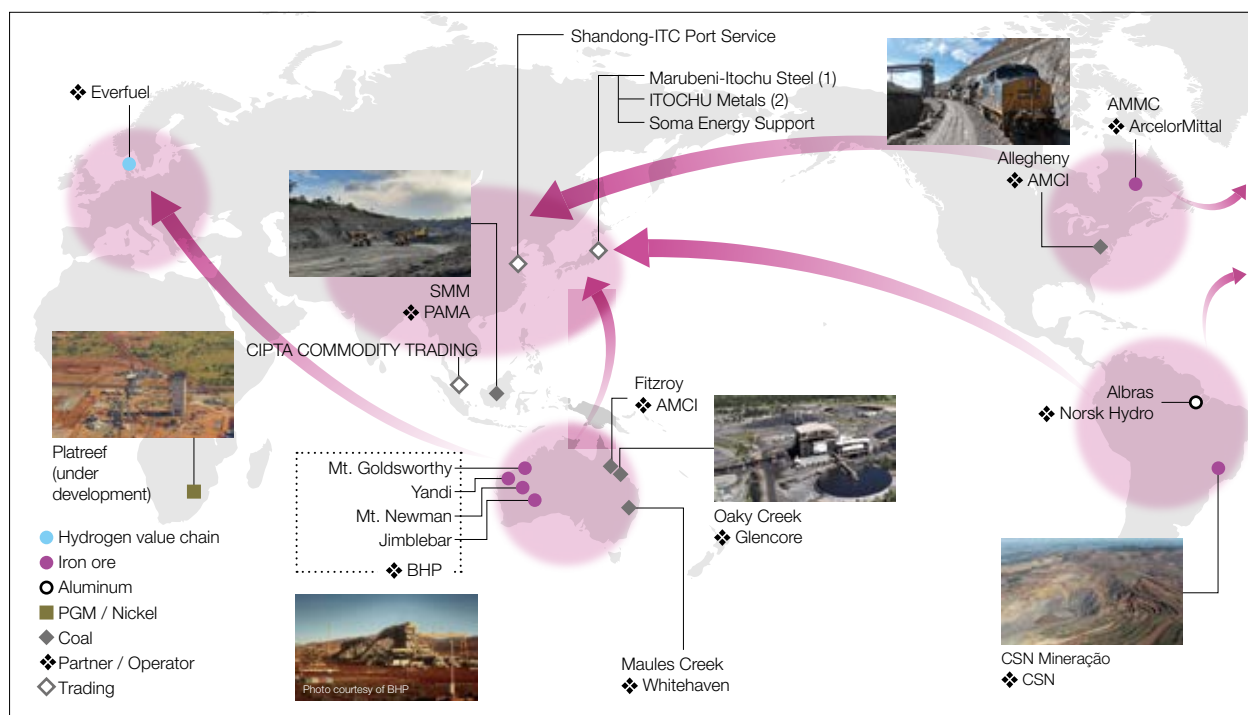 Shandong-ITC Port Service
❖ Everfuel
Marubeni-Itochu Steel (1)
ITOCHU Metals (2)
Soma Energy Support
AMMC
❖ ArcelorMittal
Allegheny
❖ AMCI
SMM
❖ PAMA
CIPTA COMMODITY TRADING
Fitzroy
❖ AMCI
Albras
❖ Norsk Hydro
Platreef
(under
development)
Mt. Goldsworthy
Yandi
Mt. Newman
Jimblebar
❖ BHP
Oaky Creek
❖ Glencore
Hydrogen value chain
Iron ore
Aluminum
PGM / Nickel
Coal
❖ Partner / Operator
Trading
Photo courtesy of BHP
Maules Creek
❖ Whitehaven
CSN Mineração
❖ CSN